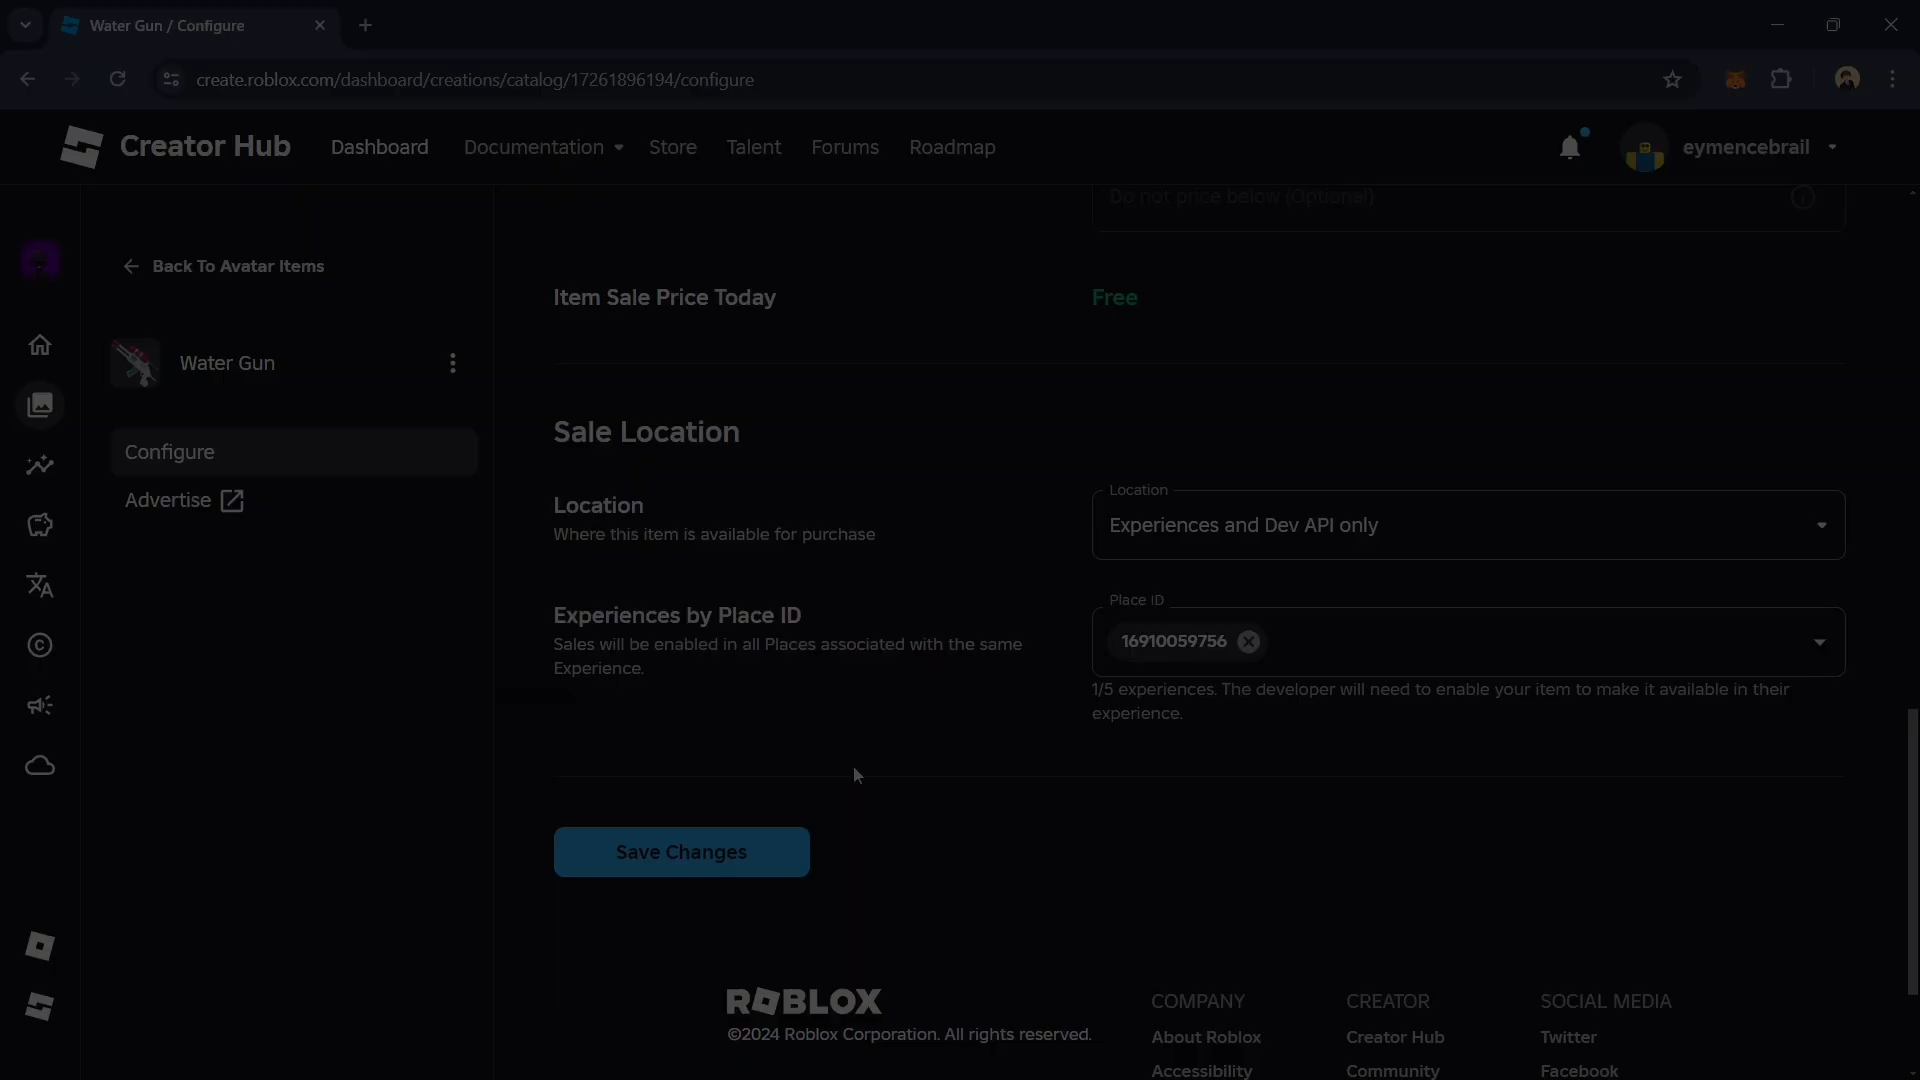 Water Gun / Configure
create.roblox.com/dashboard/creations/catalog/17261896194/configure
Creator Hub
Dashboard
Documentation
Store
Talent
Forums
Roadmap
eymencebrail
Do not price below (Optional)
Back To Avatar Items
Item Sale Price Today
Free
Water Gun
Configure
Advertise
Sale Location
Location
Where this item is available for purchase
Location
Experiences and Dev API only
Experiences by Place ID
Sales will be enabled in all Places associated with the same
Experience.
Place ID
16910059756
1/5 experiences. The developer will need to enable your item to make it available in their
experience.
Save Changes
ROBLOX
©2024 Roblox Corporation. All rights reserved.
COMPANY
About Roblox
Accessibility
CREATOR
Creator Hub
Community
SOCIAL MEDIA
Twitter
Facebook